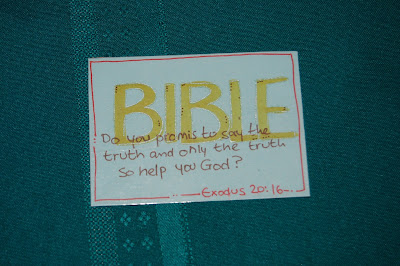 BIBLE
Do you promis to say the
truth and only the truth
so help you God?
Exodus 20:16